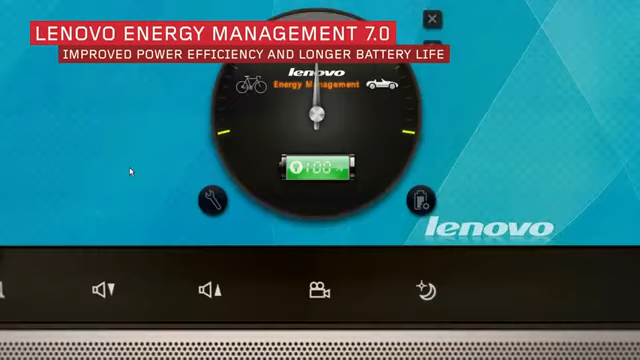 LENOVO ENERGY MANAGEMENT 7.0
IMPROVED POWER EFFICIENCY AND LONGER BATTERY LIFE
lenovo
Energy Management
100 %
lenovo